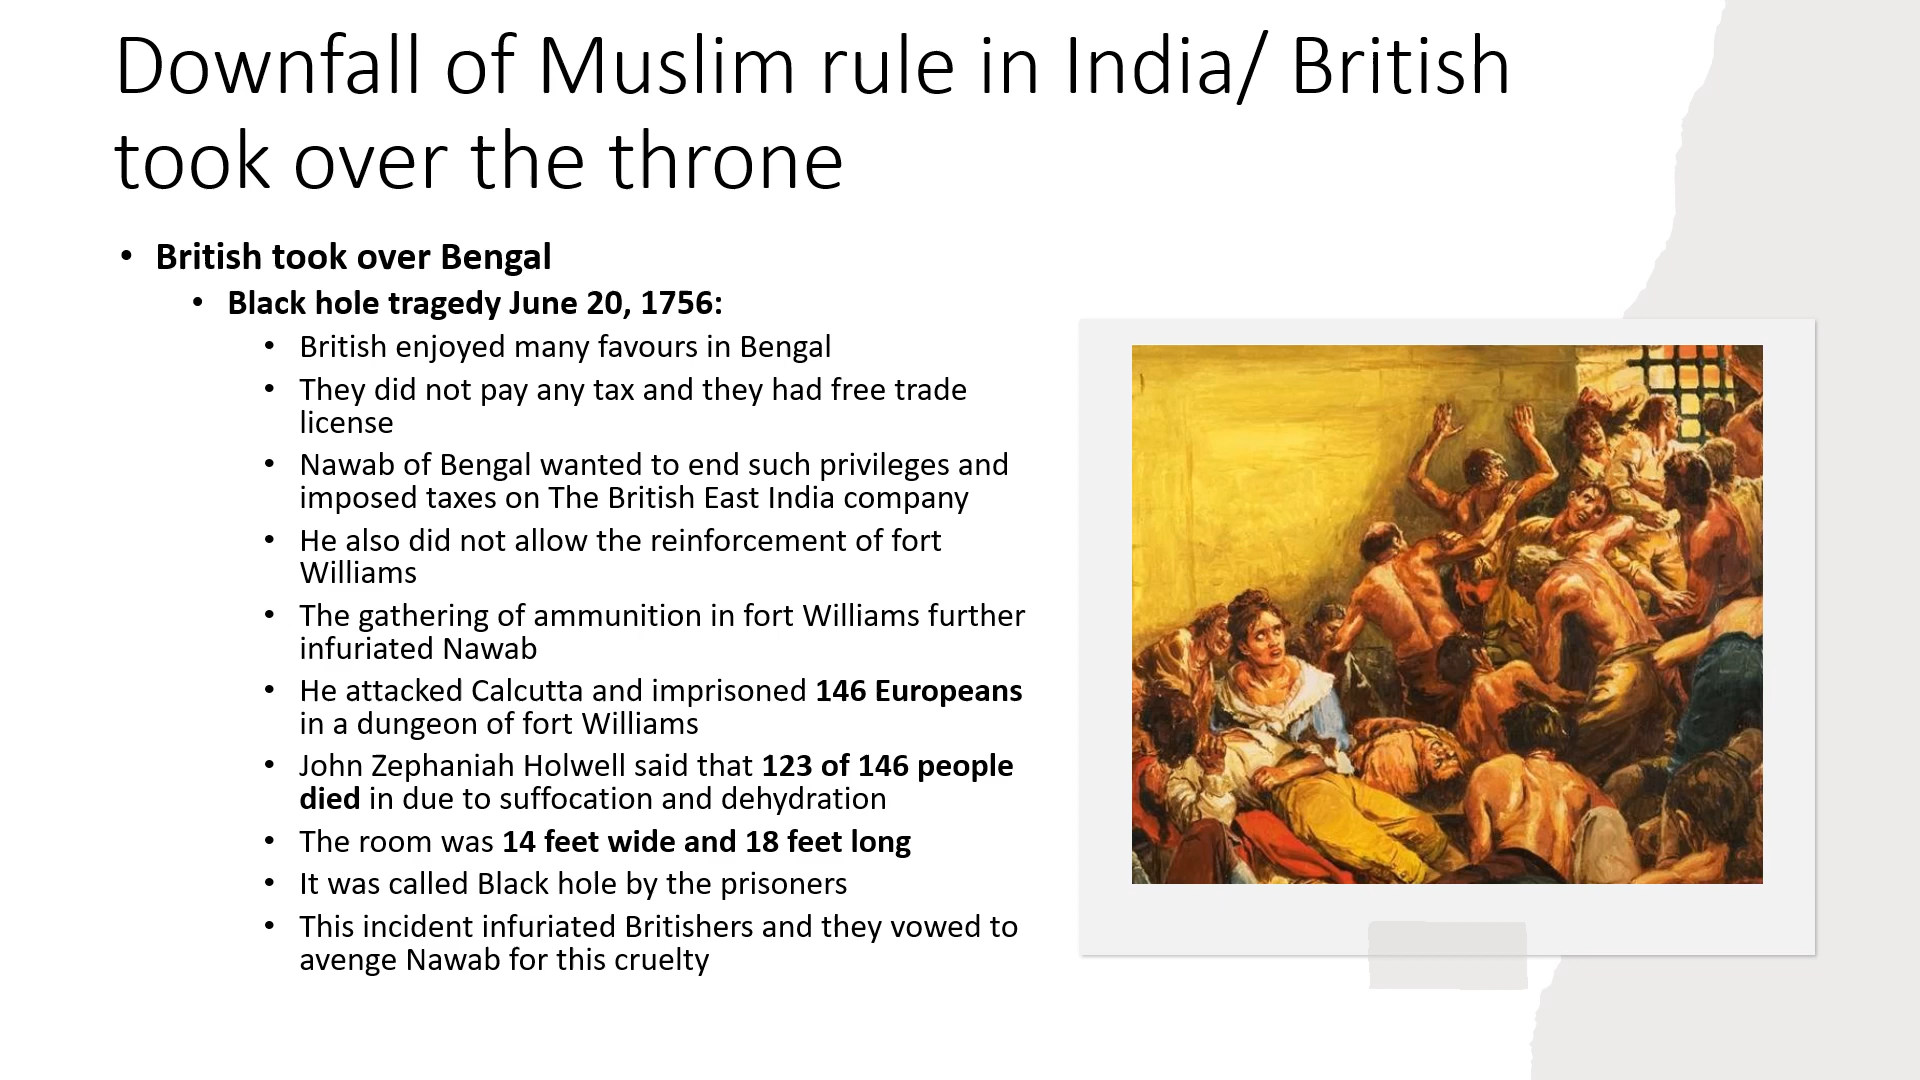 Downfall of Muslim rule in India/ British
took over the throne
• British took over Bengal
• Black hole tragedy June 20, 1756:
• British enjoyed many favours in Bengal
• They did not pay any tax and they had free trade
license
• Nawab of Bengal wanted to end such privileges and
imposed taxes on The British East India company
• He also did not allow the reinforcement of fort
Williams
• The gathering of ammunition in fort Williams further
infuriated Nawab
• He attacked Calcutta and imprisoned 146 Europeans
in a dungeon of fort Williams
• John Zephaniah Holwell said that 123 of 146 people
died in due to suffocation and dehydration
• The room was 14 feet wide and 18 feet long
• It was called Black hole by the prisoners
• This incident infuriated Britishers and they vowed to
avenge Nawab for this cruelty